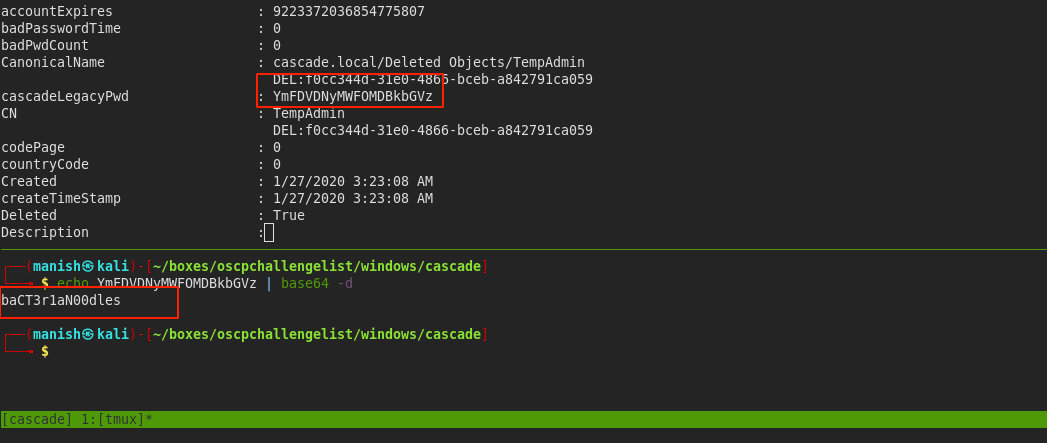 accountExpires : 9223372036854775807
badPasswordTime : 0
badPwdCount : 0
CanonicalName : cascade.local/Deleted Objects/TempAdmin
DEL:f0cc344d-31e0-4866-bceb-a842791ca059
cascadeLegacyPwd : YmFDVDNyMWFOMDBkbGVz
CN : TempAdmin
DEL:f0cc344d-31e0-4866-bceb-a842791ca059
codePage : 0
countryCode : 0
Created : 1/27/2020 3:23:08 AM
createTimeStamp : 1/27/2020 3:23:08 AM
Deleted : True
Description :
(manish㉿kali)-[~/boxes/oscpchallengelist/windows/cascade]
$ echo YmFDVDNyMWFOMDBkbGVz | base64 -d
baCT3r1aN00dles
(manish㉿kali)-[~/boxes/oscpchallengelist/windows/cascade]
$
[cascade] 1:[tmux]*